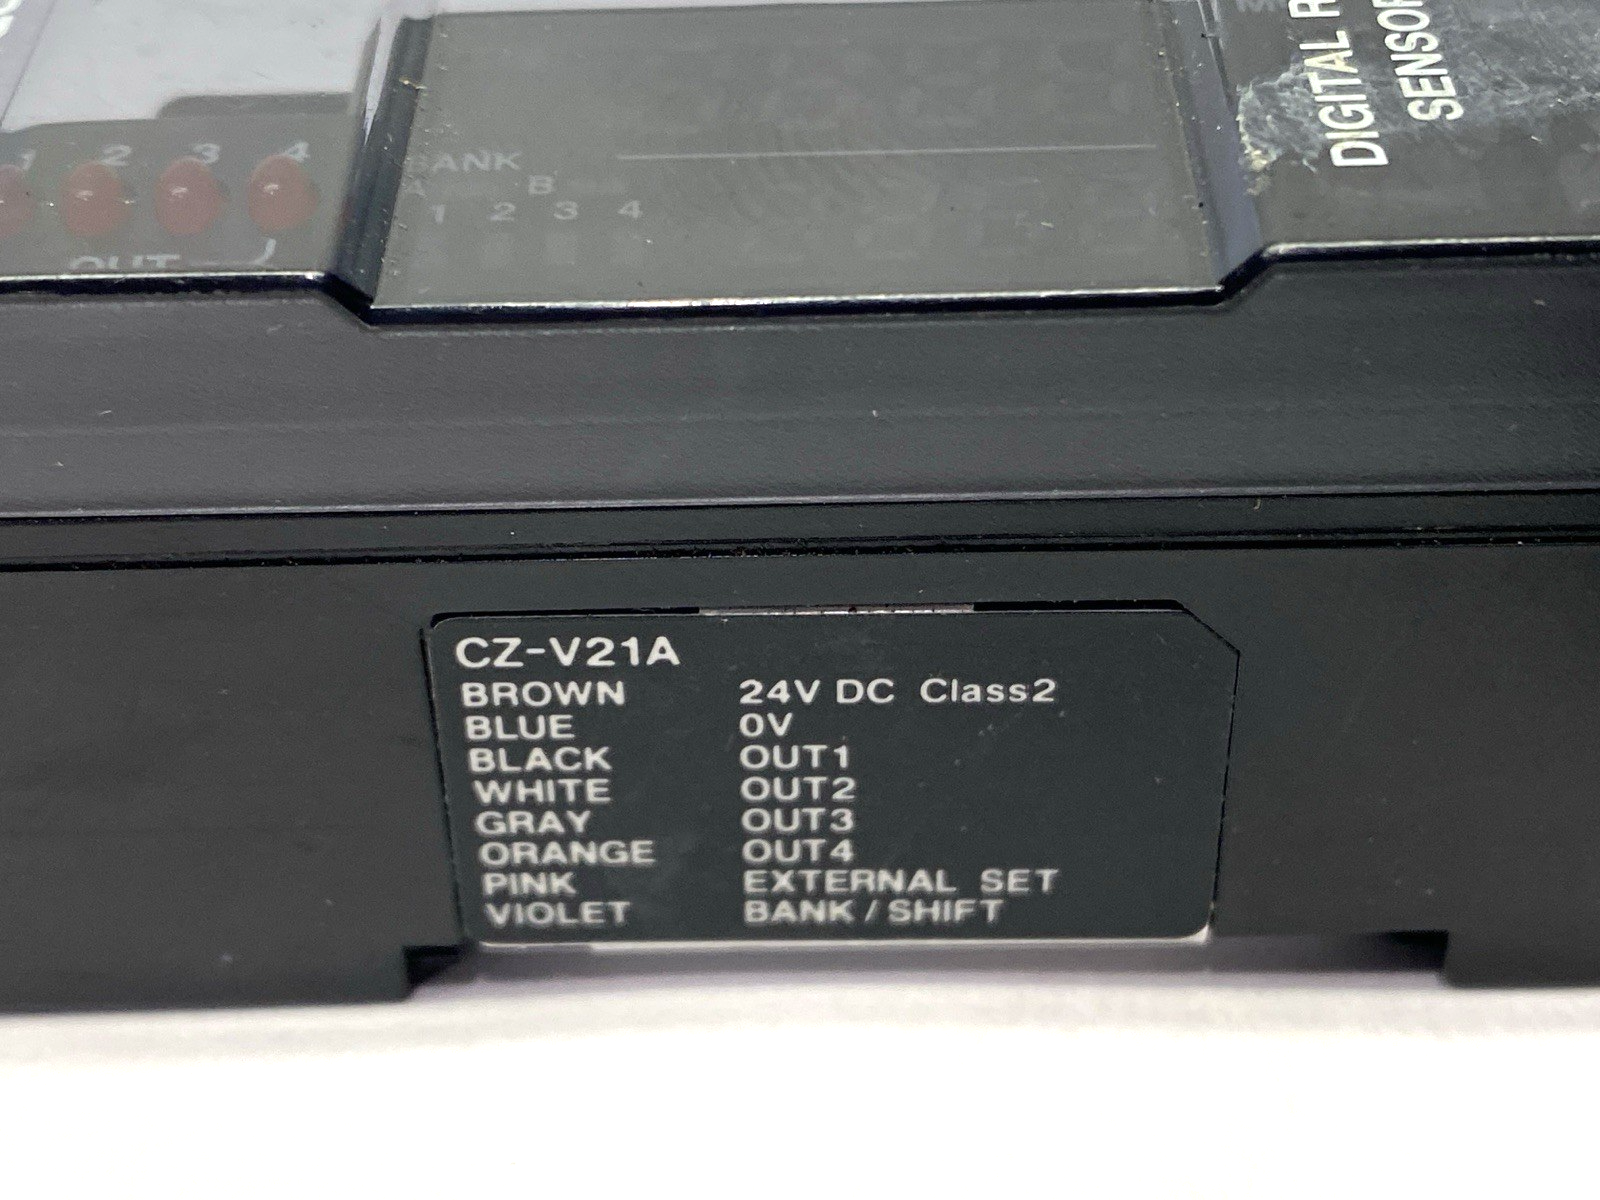 1 2 3 4
OUT
BANK
A B
1 2 3 4
DIGITAL
SENSOR
CZ-V21A
BROWN 24V DC Class2
BLUE 0V
BLACK OUT1
WHITE OUT2
GRAY OUT3
ORANGE OUT4
PINK EXTERNAL SET
VIOLET BANK / SHIFT